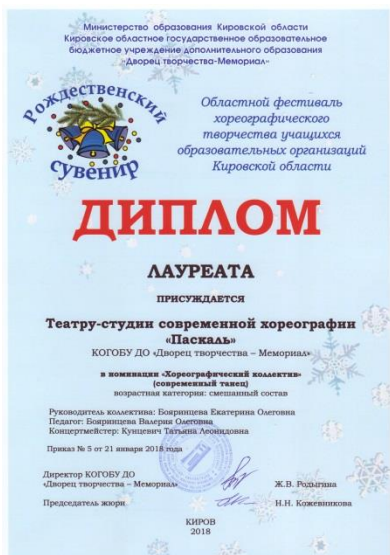 Министерство образования Кировской области
Кировское областное государственное образовательное
бюджетное учреждение дополнительного образования
«Дворец творчества-Мемориал»
Рождественский
сувенир
Областной фестиваль
хореографического
творчества учащихся
образовательных организаций
Кировской области
ДИПЛОМ
ЛАУРЕАТА
ПРИСУЖДАЕТСЯ
Театру-студии современной хореографии
«Паскаль»
КОГОБУ ДО «Дворец творчества – Мемориал»
в номинации «Хореографический коллектив»
(современный танец)
возрастная категория: смешанный состав
Руководитель коллектива: Бояринцева Екатерина Олеговна
Педагог: Бояринцева Валерия Олеговна
Концертмейстер: Кунцевич Татьяна Леонидовна
Приказ № 5 от 21 января 2018 года
Директор КОГОБУ ДО
«Дворец творчества – Мемориал»
Ж.В. Родыгина
Председатель жюри
Н.Н. Кожевникова
КИРОВ
2018